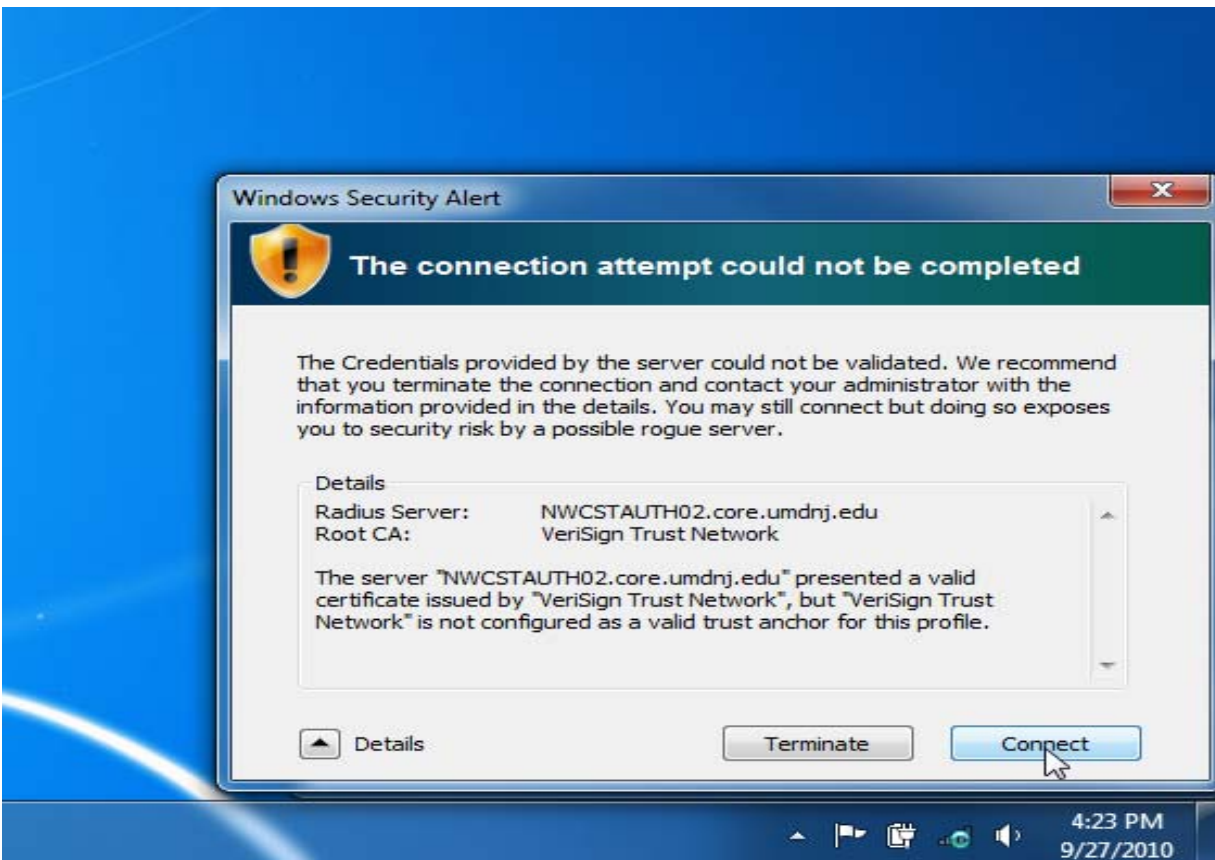 Windows Security Alert
The connection attempt could not be completed
The Credentials provided by the server could not be validated. We recommend
that you terminate the connection and contact your administrator with the
information provided in the details. You may still connect but doing so exposes
you to security risk by a possible rogue server.
Details
Radius Server: NWCSTAUTH02.core.umdnj.edu
Root CA: VeriSign Trust Network
The server "NWCSTAUTH02.core.umdnj.edu" presented a valid
certificate issued by "VeriSign Trust Network", but "VeriSign Trust
Network" is not configured as a valid trust anchor for this profile.
Details
Terminate
Connect
4:23 PM
9/27/2010